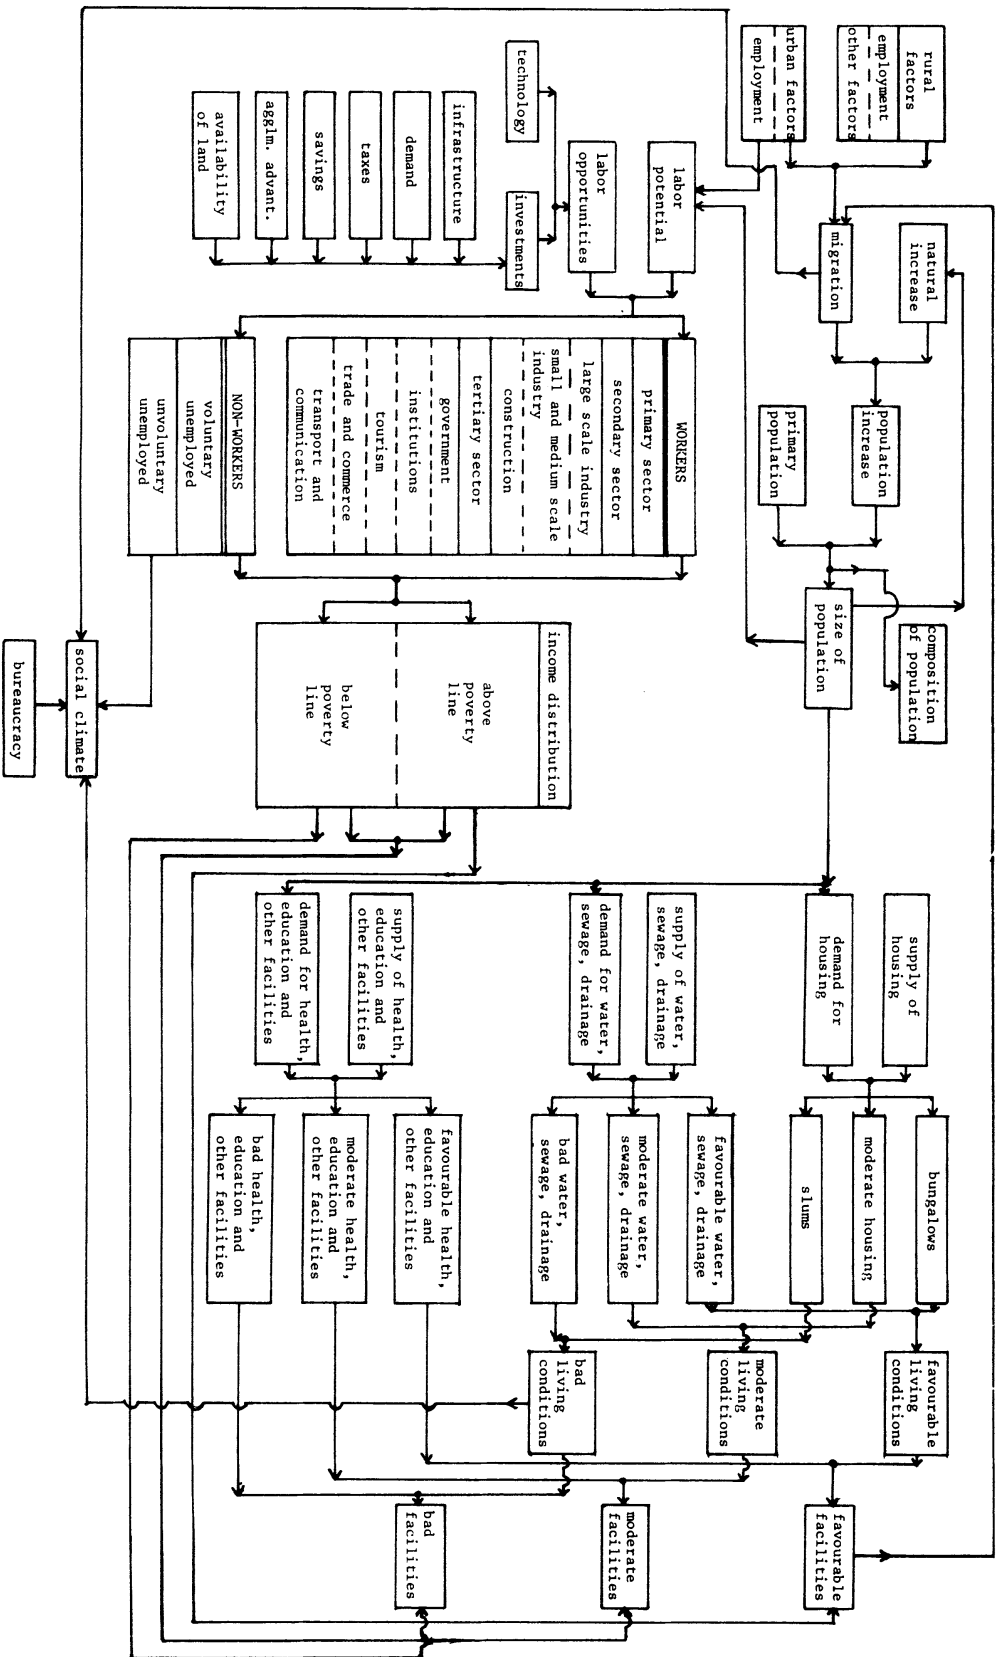 rural
factors
employment
other factors
urban factors
employment
natural
increase
migration
population
increase
primary
population
size of
population
composition
of population
labor
potential
labor
opportunities
technology
investments
infrastructure
demand
taxes
savings
agglm. advant.
availability
of land
WORKERS
primary sector
secondary sector
large scale industry
small and medium scale
industry
construction
tertiary sector
government
institutions
tourism
trade and commerce
transport and
communication
NON-WORKERS
voluntary
unemployed
unvoluntary
unemployed
income distribution
above
poverty
line
below
poverty
line
social climate
bureaucracy
supply of
housing
demand for
housing
supply of water,
sewage, drainage
demand for water,
sewage, drainage
supply of health,
education and
other facilities
demand for health,
education and
other facilities
bungalows
moderate housing
slums
favourable water,
sewage, drainage
moderate water,
sewage, drainage
bad water,
sewage, drainage
favourable health,
education and
other facilities
moderate health,
education and
other facilities
bad health,
education and
other facilities
favourable
living
conditions
moderate
living
conditions
bad
living
conditions
favourable
facilities
moderate
facilities
bad
facilities